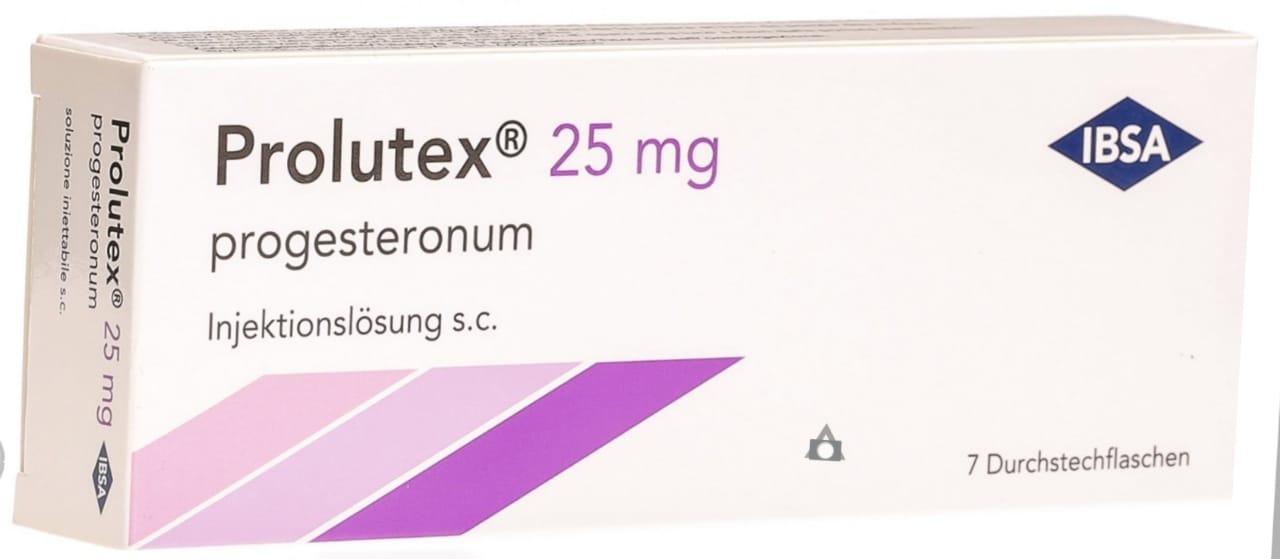 Prolutex® 25 mg
progesteronum
Injektionslösung s.c.
IBSA
7 Durchstechflaschen
Prolutex® 25 mg
progesteronum
soluzione iniettabile s.c.
IBSA